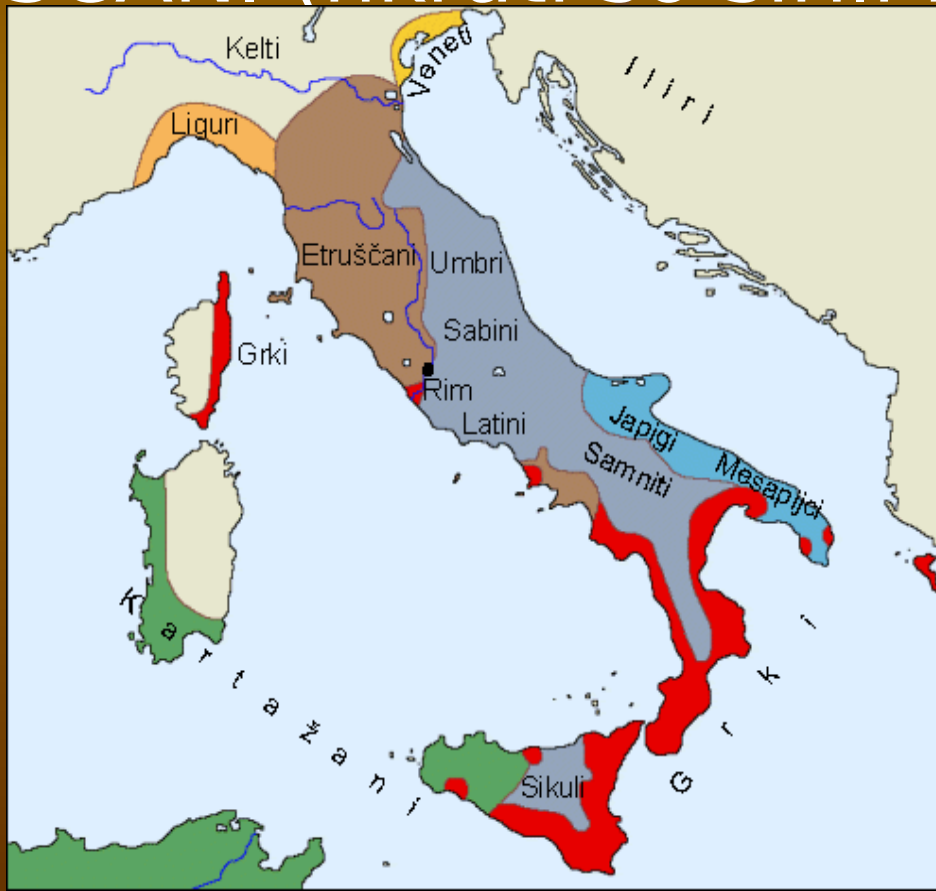 Kelti
Veneti
Iliri
Liguri
Etruščani
Umbri
Sabini
Grki
Rim
Latini
Japigi
Samniti
Mesapijci
Kartažani
Grki
Sikuli